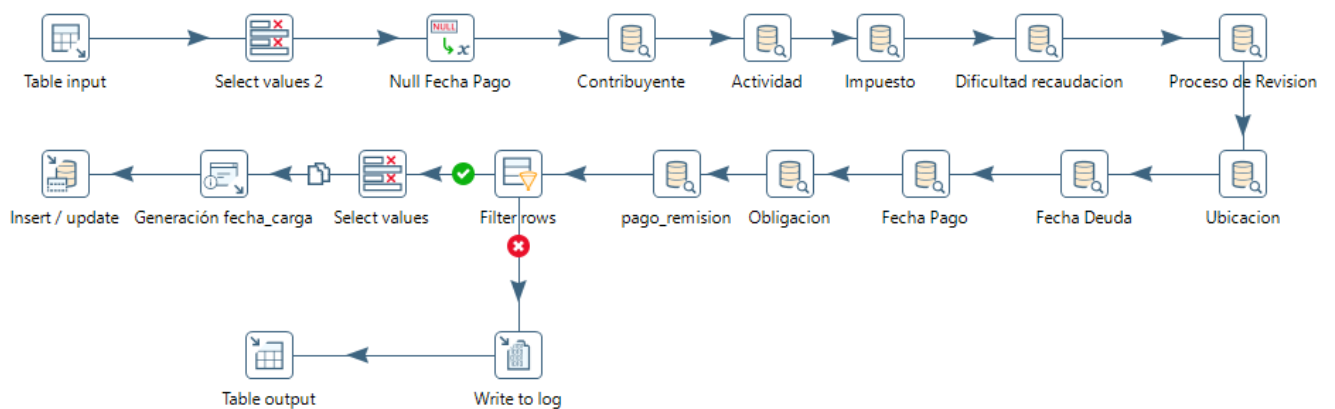 NULL
x
Table input
Select values 2
Null Fecha Pago
Contribuyente
Actividad
Impuesto
Dificultad recaudacion
Proceso de Revision
Insert / update
Generación fecha_carga
Select values
Filter rows
pago_remision
Obligacion
Fecha Pago
Fecha Deuda
Ubicacion
Table output
Write to log